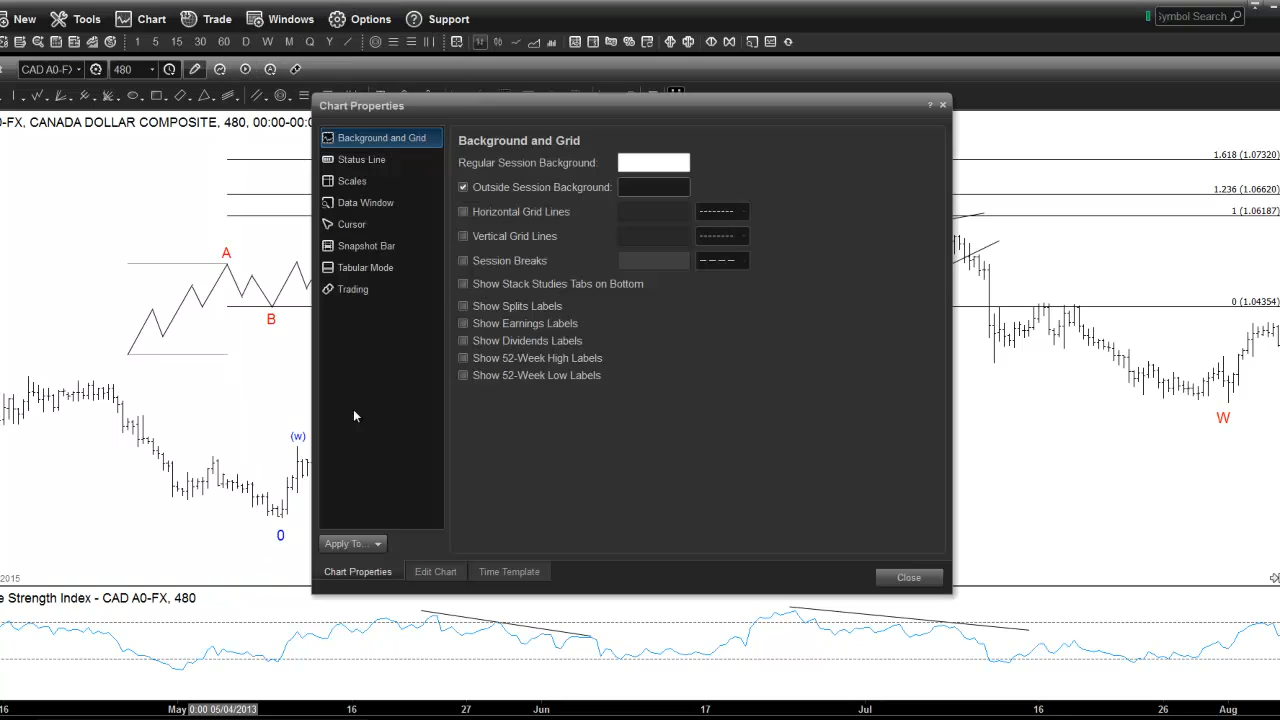 New Tools Chart Trade Windows Options Support Symbol Search
1 5 15 30 60 D W M Q Y
CAD A0-F> 480
0-FX, CANADA DOLLAR COMPOSITE, 480, 00:00-00:0
Chart Properties
? ×
Background and Grid
Status Line
Scales
Data Window
Cursor
Snapshot Bar
Tabular Mode
Trading
Background and Grid
Regular Session Background:
Outside Session Background:
Horizontal Grid Lines
Vertical Grid Lines
Session Breaks
Show Stack Studies Tabs on Bottom
Show Splits Labels
Show Earnings Labels
Show Dividends Labels
Show 52-Week High Labels
Show 52-Week Low Labels
Apply To...
Chart Properties Edit Chart Time Template
Close
1.618 (1.07320)
1.236 (1.06620)
1 (1.06187)
0 (1.04354)
A
B
(w)
0
W
2015
e Strength Index - CAD A0-FX, 480
16 May 0:00 05/04/2013 16 27 Jun 17 Jul 16 26 Aug